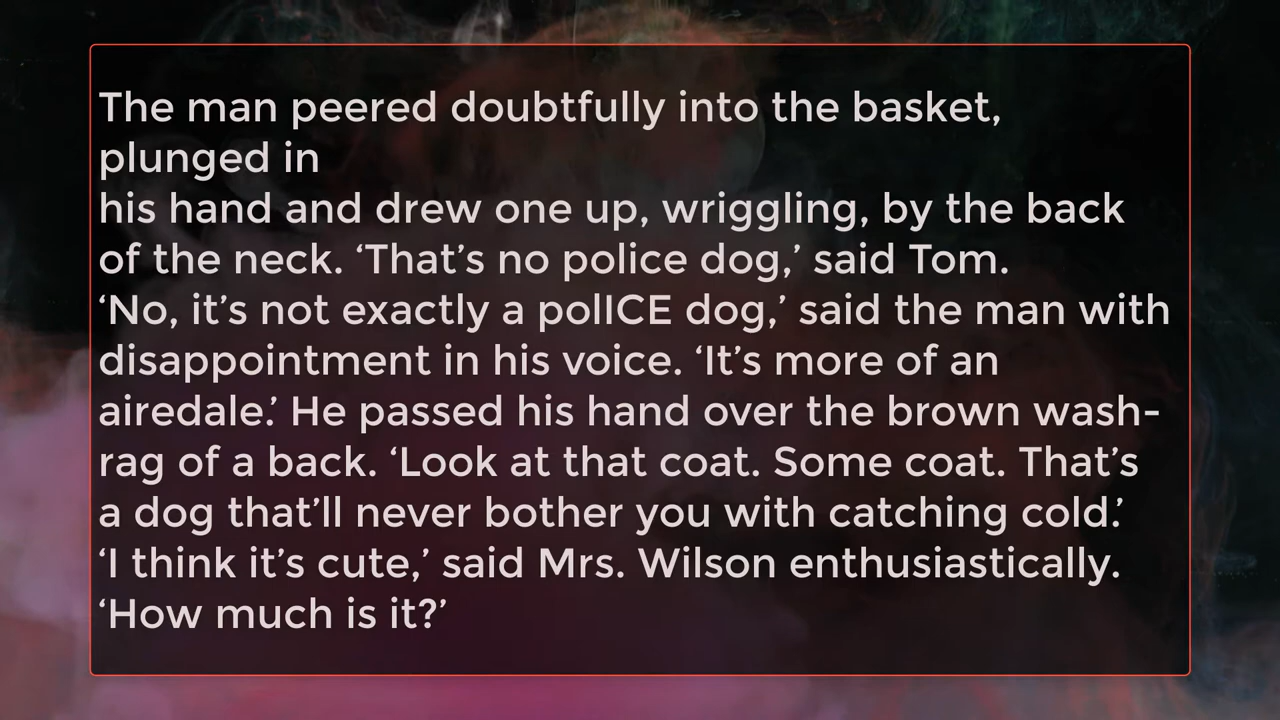 The man peered doubtfully into the basket,
plunged in
his hand and drew one up, wriggling, by the back
of the neck. ‘That’s no police dog,’ said Tom.
‘No, it’s not exactly a polICE dog,’ said the man with
disappointment in his voice. ‘It’s more of an
airedale.’ He passed his hand over the brown wash-
rag of a back. ‘Look at that coat. Some coat. That’s
a dog that’ll never bother you with catching cold.’
‘I think it’s cute,’ said Mrs. Wilson enthusiastically.
‘How much is it?’